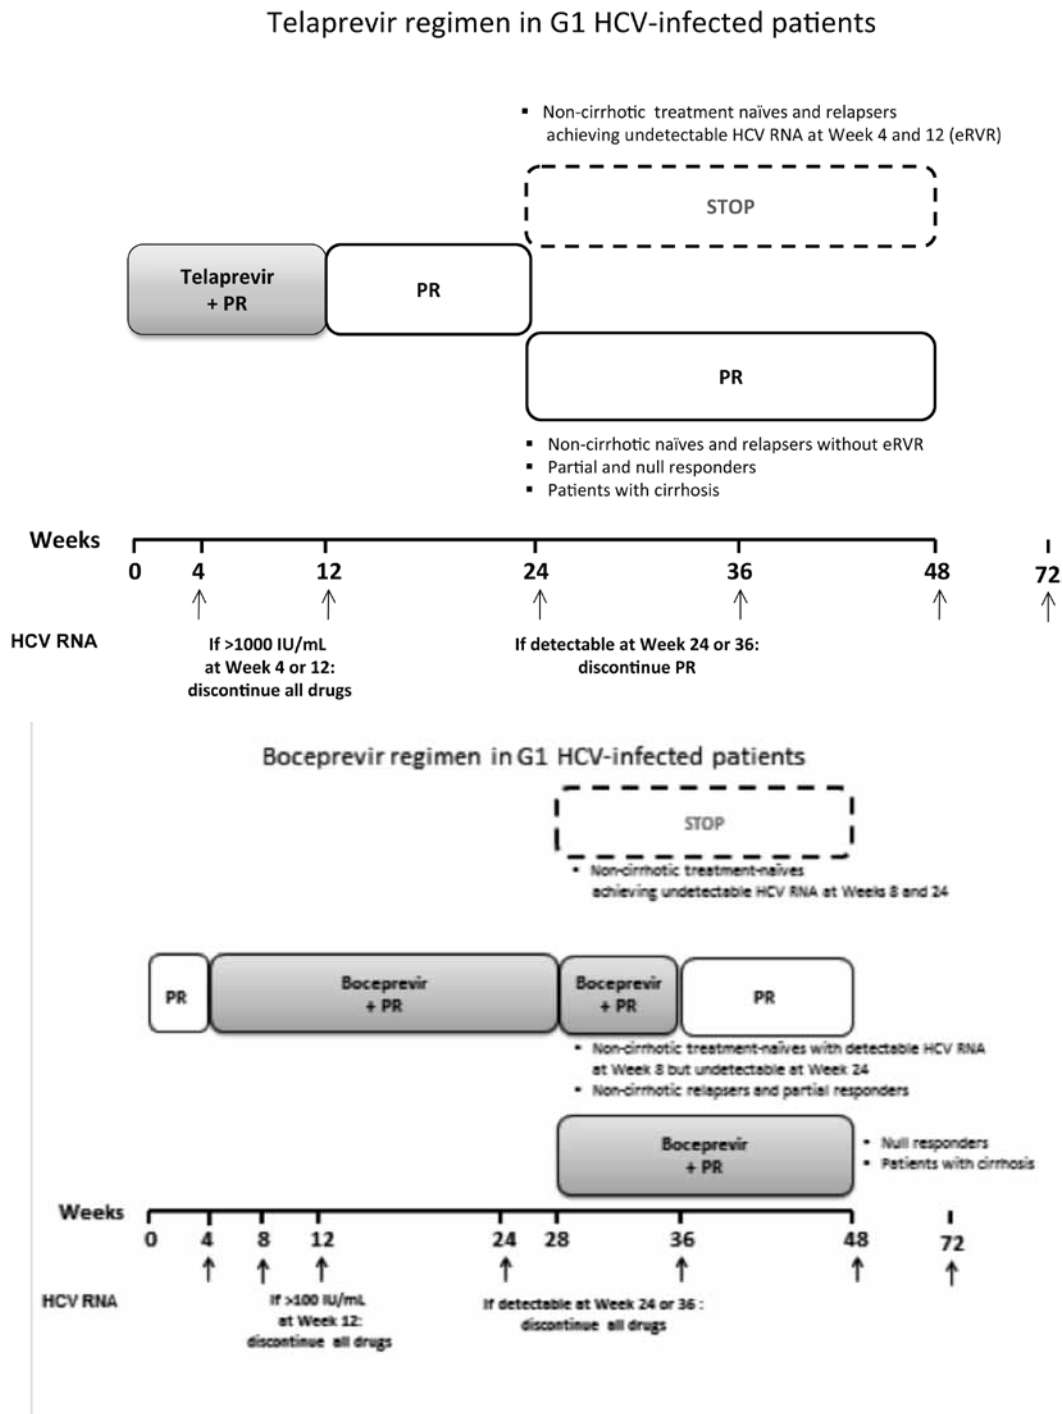 Telaprevir regimen in G1 HCV-infected patients
▪ Non-cirrhotic treatment naïves and relapsers
achieving undetectable HCV RNA at Week 4 and 12 (eRVR)
STOP
Telaprevir
+ PR
PR
PR
▪ Non-cirrhotic naïves and relapsers without eRVR
▪ Partial and null responders
▪ Patients with cirrhosis
Weeks
0 4 12 24 36 48 72
HCV RNA
If >1000 IU/mL
at Week 4 or 12:
discontinue all drugs
If detectable at Week 24 or 36:
discontinue PR
Boceprevir regimen in G1 HCV-infected patients
STOP
• Non-cirrhotic treatment-naïves
achieving undetectable HCV RNA at Weeks 8 and 24
PR
Boceprevir
+ PR
Boceprevir
+ PR
PR
• Non-cirrhotic treatment-naïves with detectable HCV RNA
at Week 8 but undetectable at Week 24
• Non-cirrhotic relapsers and partial responders
Boceprevir
+ PR
• Null responders
• Patients with cirrhosis
Weeks
0 4 8 12 24 28 36 48 72
HCV RNA
If >100 IU/mL
at Week 12:
discontinue all drugs
If detectable at Week 24 or 36 :
discontinue all drugs